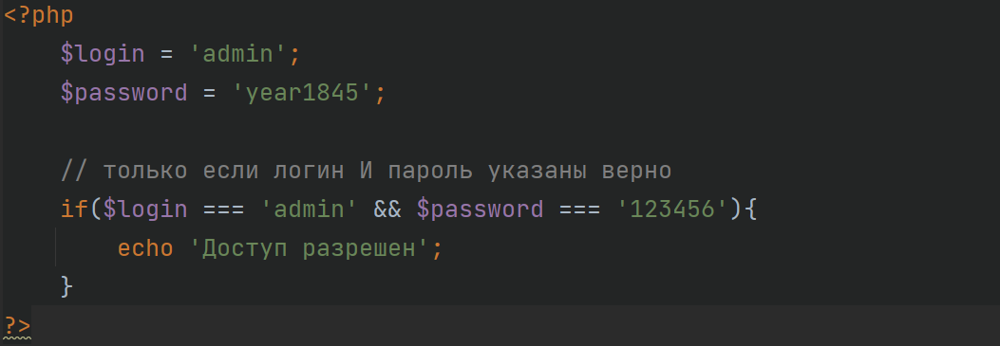 <?php
$login = 'admin';
$password = 'year1845';
// только если логин И пароль указаны верно
if($login === 'admin' && $password === '123456'){
echo 'Доступ разрешен';
}
?>